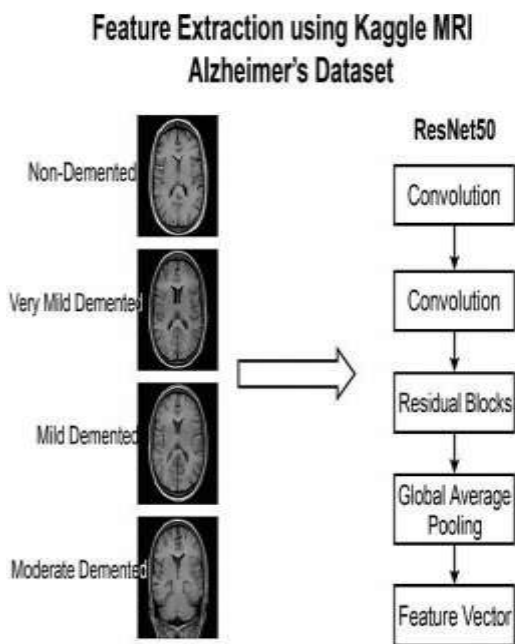 Feature Extraction using Kaggle MRI
Alzheimer's Dataset
Non-Demented
Very Mild Demented
Mild Demented
Moderate Demented
ResNet50
Convolution
Convolution
Residual Blocks
Global Average
Pooling
Feature Vector